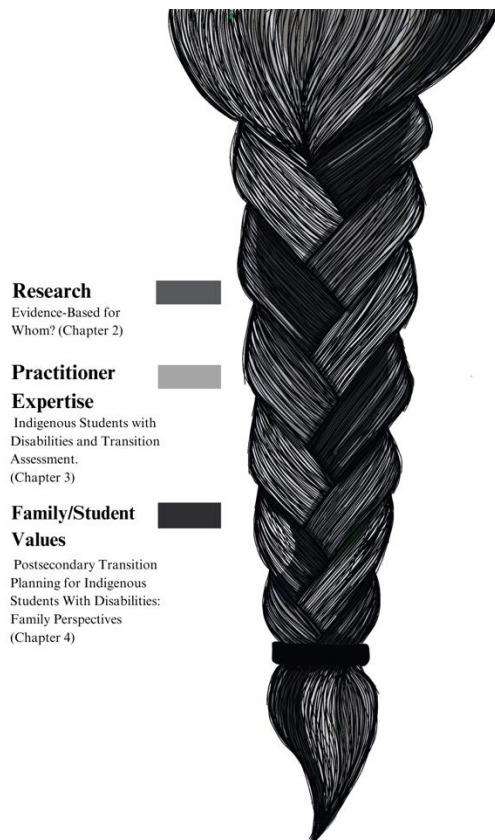 Research
Evidence-Based for
Whom? (Chapter 2)
Practitioner
Expertise
Indigenous Students with
Disabilities and Transition
Assessment.
(Chapter 3)
Family/Student
Values
Postsecondary Transition
Planning for Indigenous
Students With Disabilities:
Family Perspectives
(Chapter 4)